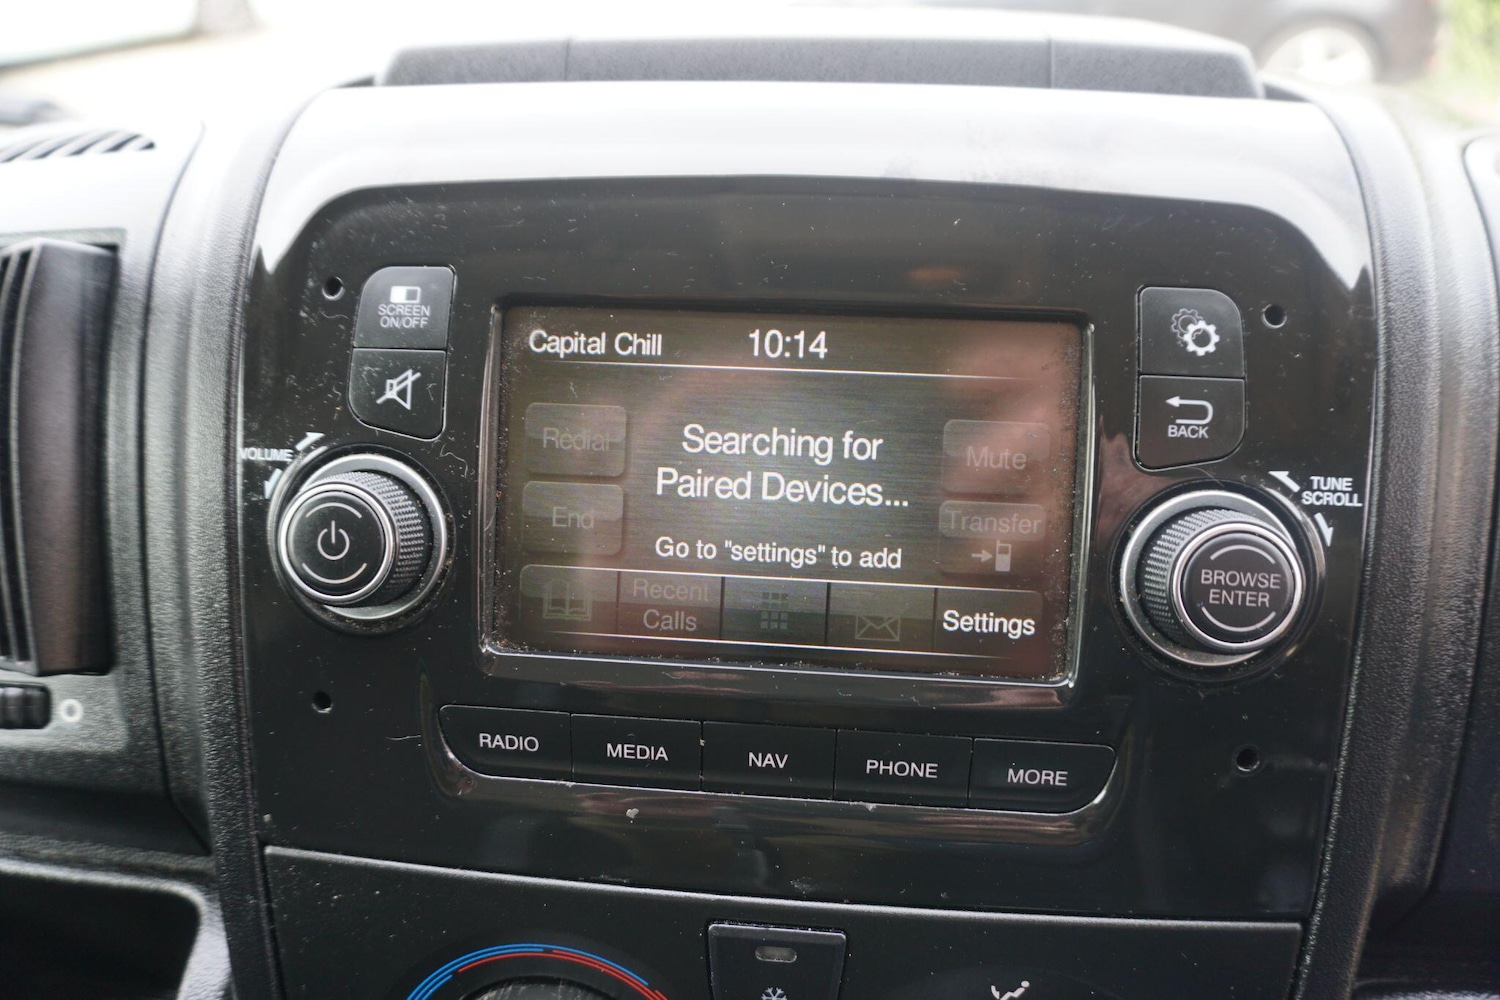 SCREEN
ON/OFF
VOLUME
Capital Chill 10:14
Redial
Searching for
Paired Devices...
Mute
End
Transfer
Go to "settings" to add
Recent
Calls
Settings
BACK
TUNE
SCROLL
BROWSE
ENTER
RADIO MEDIA NAV PHONE MORE